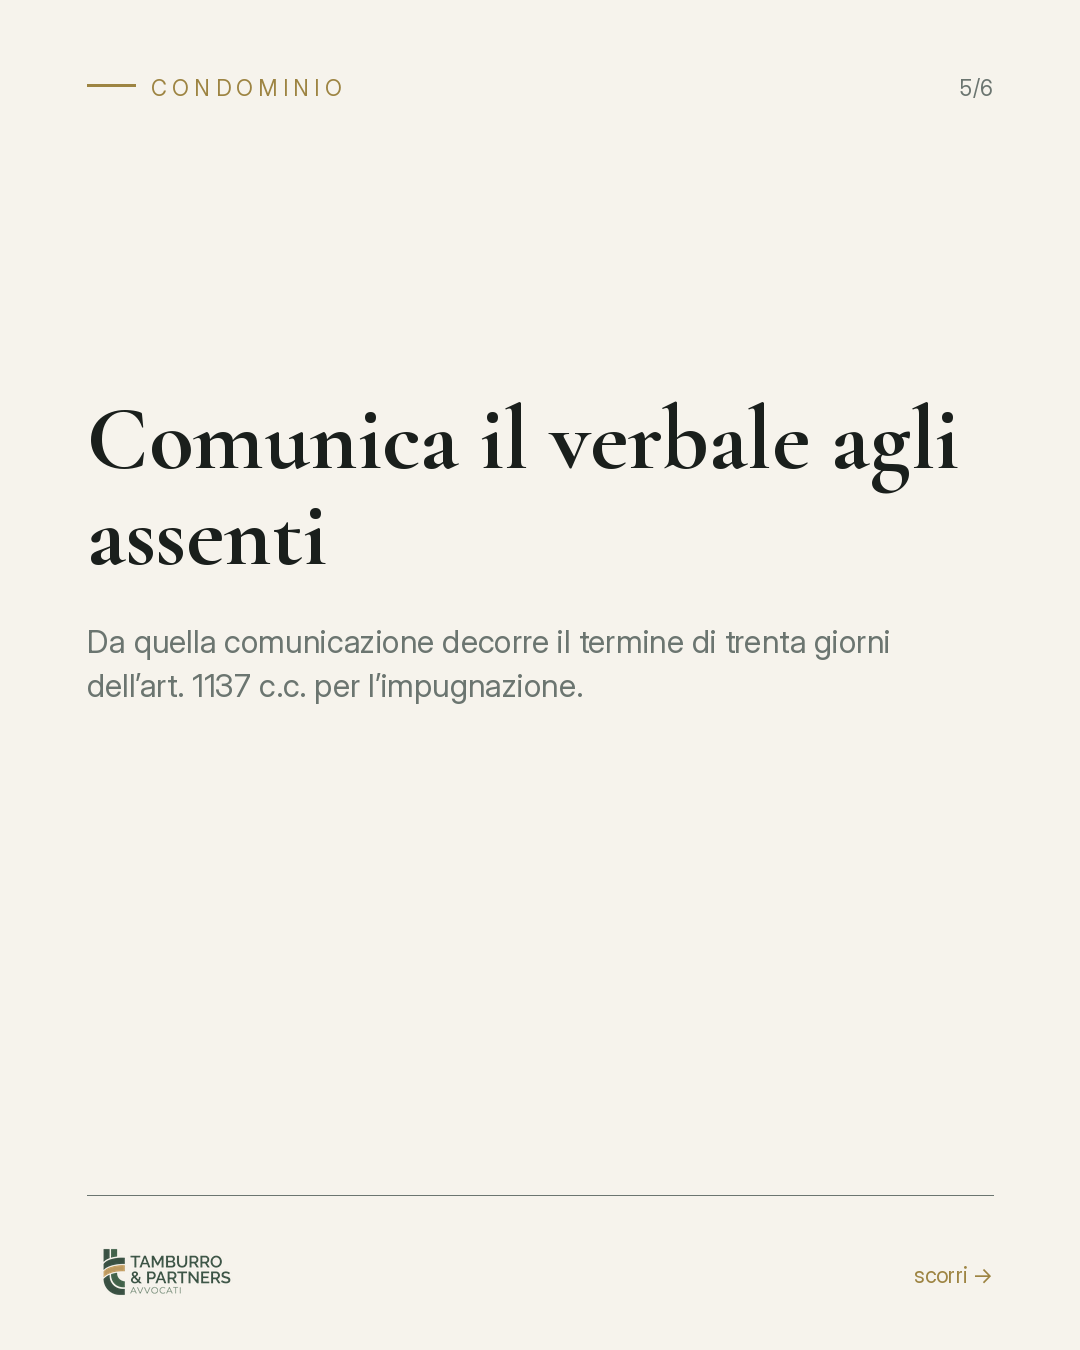 CONDOMINIO
5/6
Comunica il verbale agli
assenti
Da quella comunicazione decorre il termine di trenta giorni
dell’art. 1137 c.c. per l’impugnazione.
TAMBURRO
& PARTNERS
AVVOCATI
scorri →